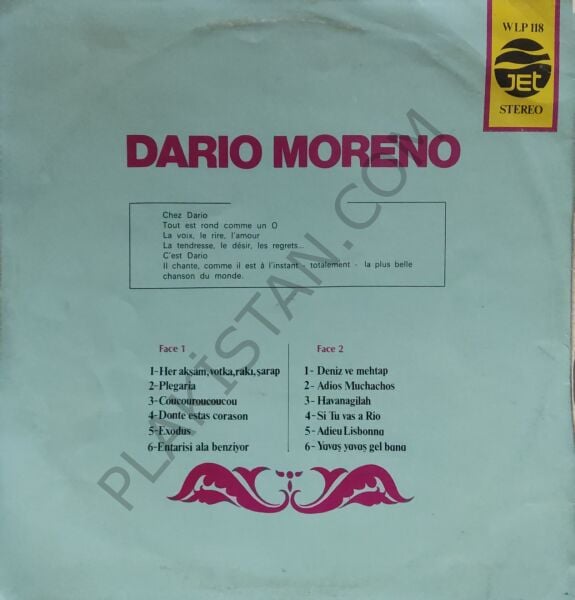 WLP 118
JET
STEREO
DARIO MORENO
Chez Dario
Tout est rond comme un O
La voix, le rire, l'amour
La tendresse, le désir, les regrets...
C'est Dario
Il chante, comme il est à l'instant - totalement - la plus belle
chanson du monde.
Face 1
1-Her akşam,votka,rakı,şarap
2-Plegaria
3-Coucouroucoucou
4-Donte estas corason
5-Exodus
6-Entarisi ala benziyor
Face 2
1- Deniz ve mehtap
2- Adios Muchachos
3- Havanagilah
4- Si Tu vas a Rio
5- Adieu Lisbonna
6- Yavaş yavaş gel bana
PLAKİSTAN.COM